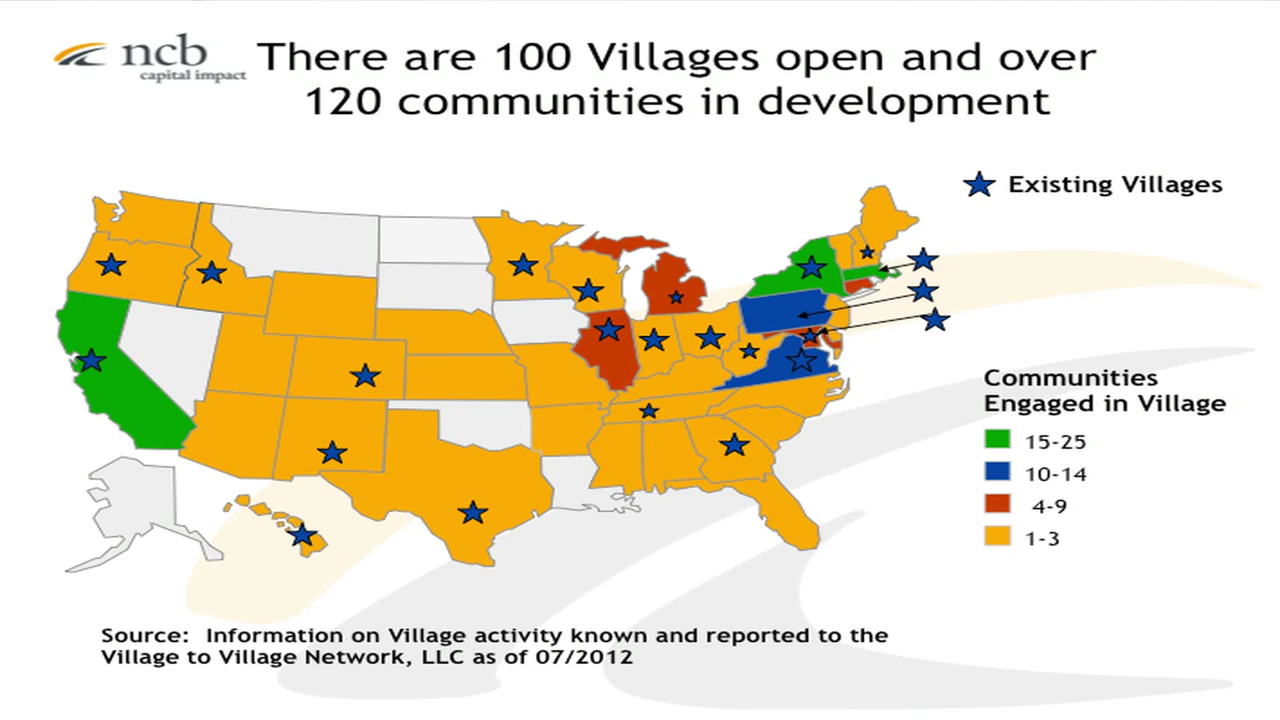 ncb
capital impact
There are 100 Villages open and over
120 communities in development
Existing Villages
Communities
Engaged in Village
15-25
10-14
4-9
1-3
Source: Information on Village activity known and reported to the
Village to Village Network, LLC as of 07/2012